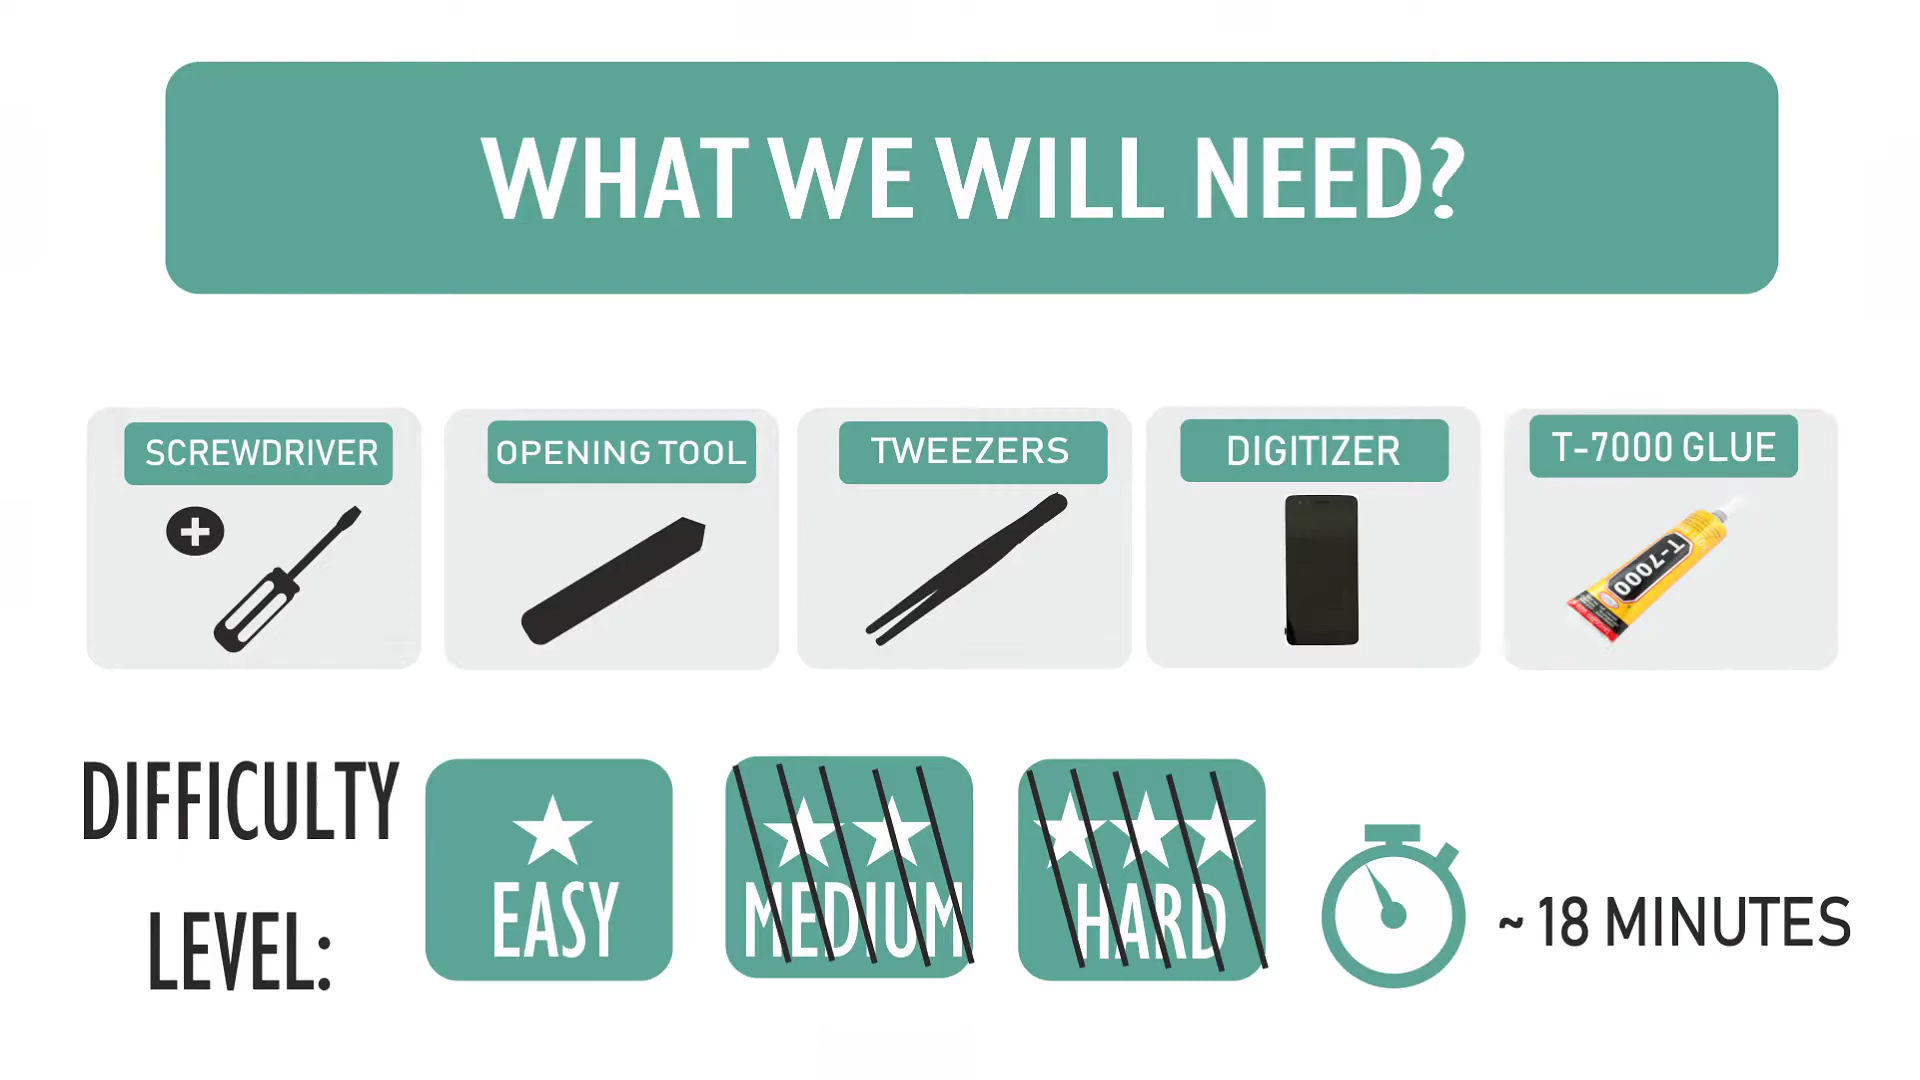 WHAT WE WILL NEED?
SCREWDRIVER
OPENING TOOL
TWEEZERS
DIGITIZER
T-7000 GLUE
T-7000
DIFFICULTY
LEVEL:
EASY
MEDIUM
HARD
~ 18 MINUTES